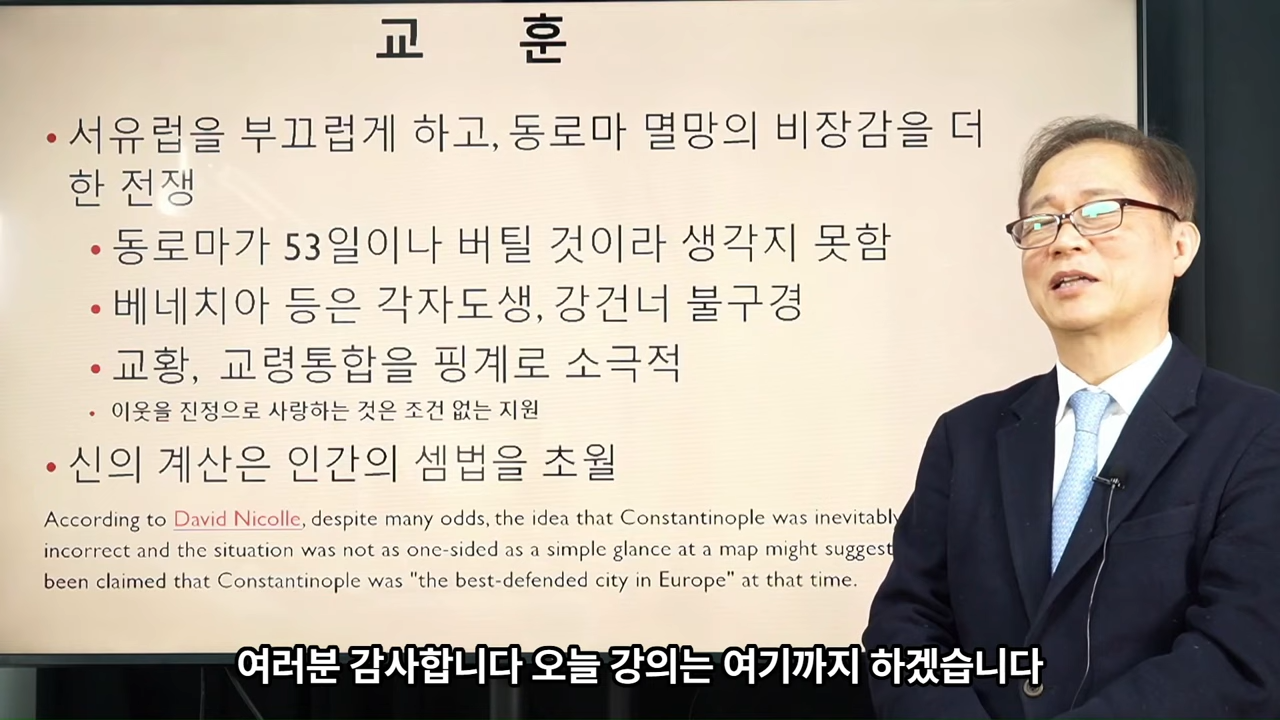 교 훈
• 서유럽을 부끄럽게 하고, 동로마 멸망의 비장감을 더
한 전쟁
• 동로마가 53일이나 버틸 것이라 생각지 못함
• 베네치아 등은 각자도생, 강건너 불구경
• 교황, 교령통합을 핑계로 소극적
• 이웃을 진정으로 사랑하는 것은 조건 없는 지원
• 신의 계산은 인간의 셈법을 초월
According to David Nicolle, despite many odds, the idea that Constantinople was inevitably
incorrect and the situation was not as one-sided as a simple glance at a map might suggest
been claimed that Constantinople was "the best-defended city in Europe" at that time.
여러분 감사합니다 오늘 강의는 여기까지 하겠습니다